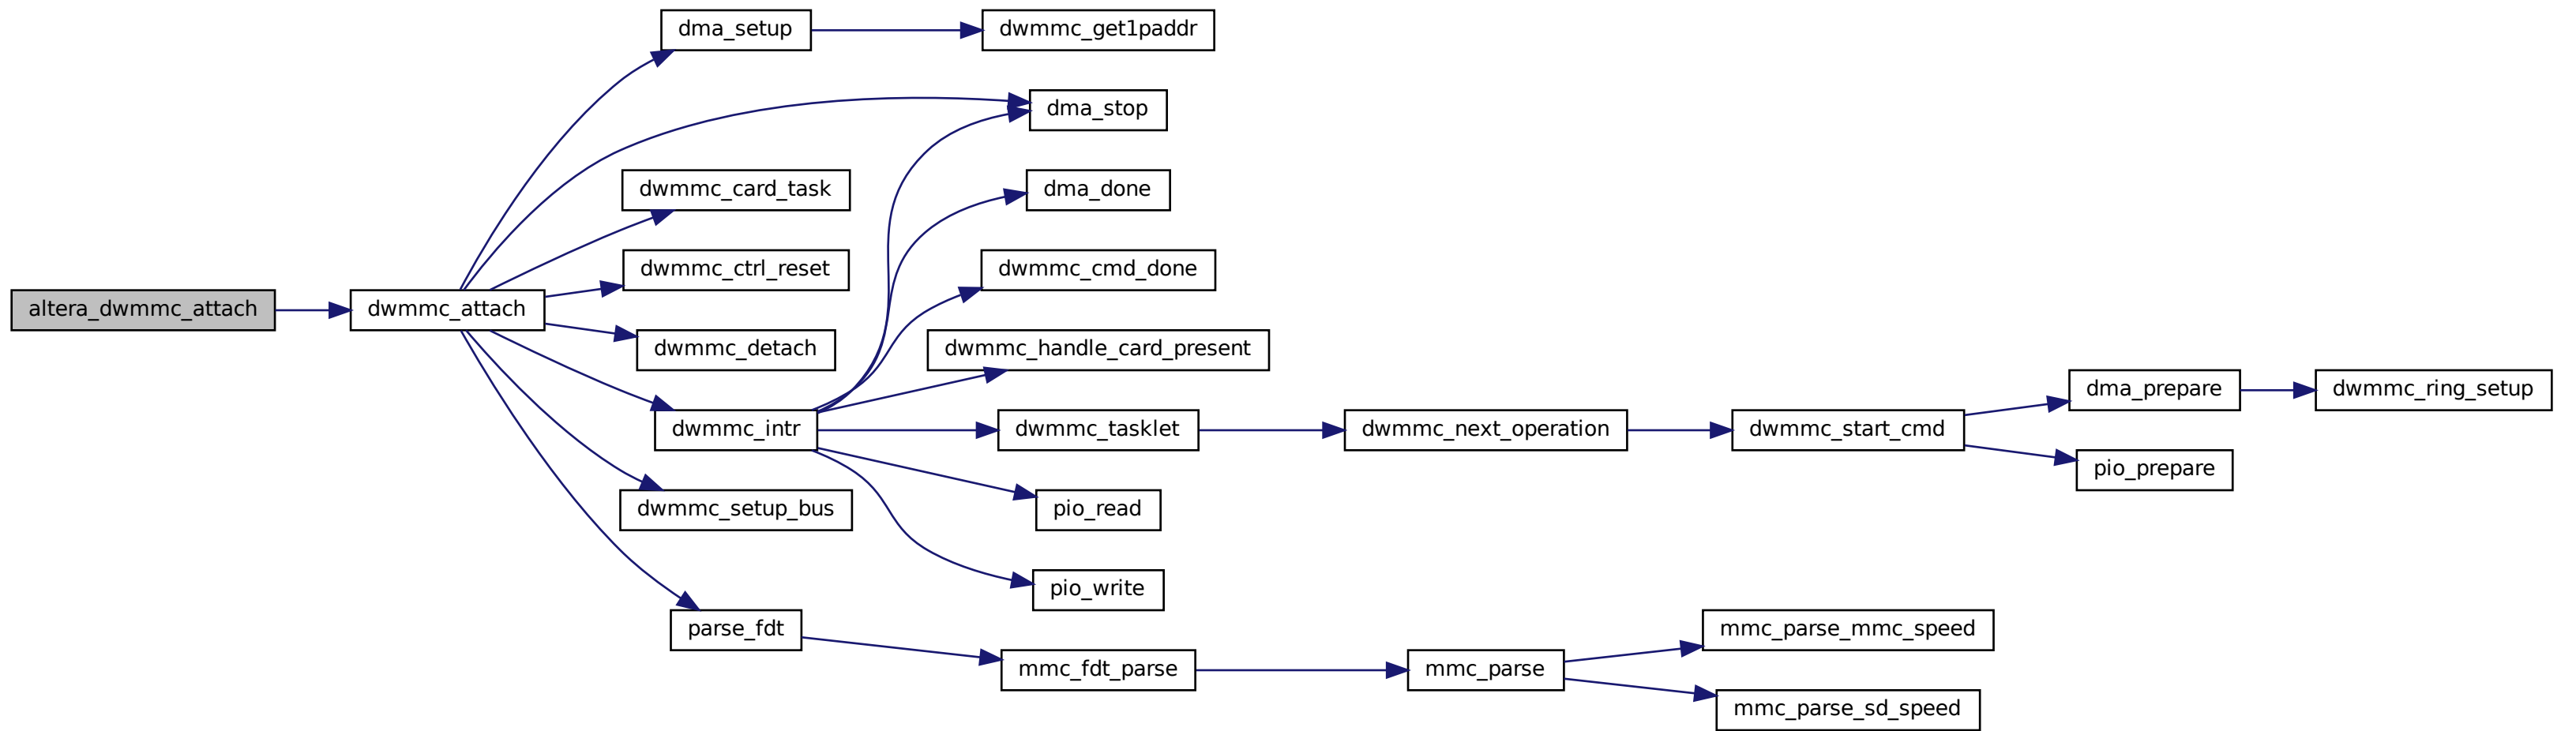 dma_setup
dwmmc_get1paddr
dma_stop
dwmmc_card_task
dma_done
dwmmc_ctrl_reset
dwmmc_cmd_done
altera_dwmmc_attach
dwmmc_attach
dwmmc_detach
dwmmc_handle_card_present
dma_prepare
dwmmc_ring_setup
dwmmc_intr
dwmmc_tasklet
dwmmc_next_operation
dwmmc_start_cmd
pio_prepare
dwmmc_setup_bus
pio_read
pio_write
parse_fdt
mmc_parse_mmc_speed
mmc_fdt_parse
mmc_parse
mmc_parse_sd_speed